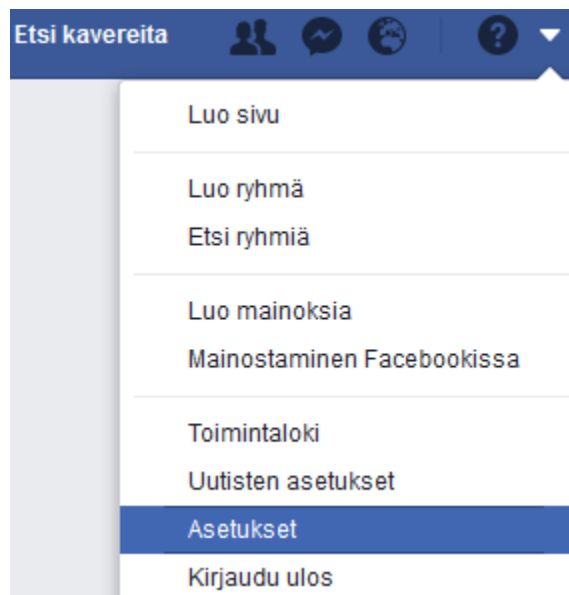 Etsi kavereita
Luo sivu
Luo ryhmä
Etsi ryhmiä
Luo mainoksia
Mainostaminen Facebookissa
Toimintaloki
Uutisten asetukset
Asetukset
Kirjaudu ulos